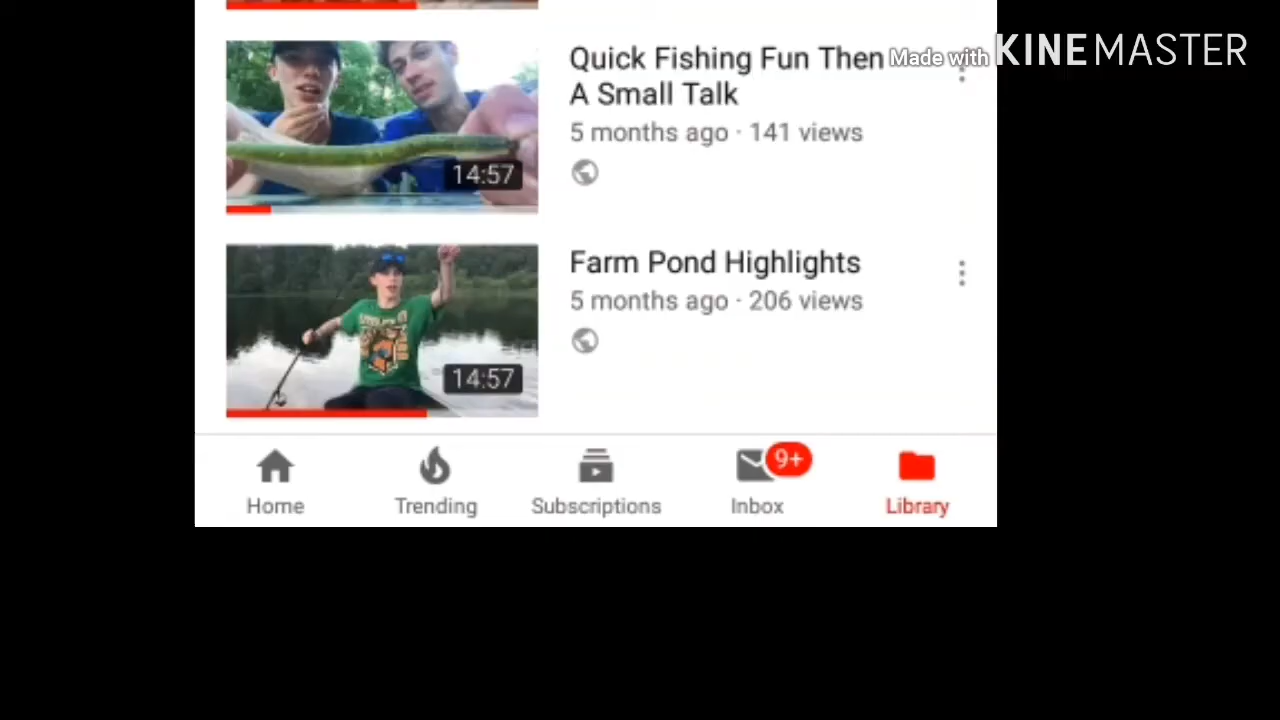 Made with KINEMASTER
Quick Fishing Fun Then
A Small Talk
5 months ago · 141 views
14:57
Farm Pond Highlights
5 months ago · 206 views
14:57
9+
Home
Trending
Subscriptions
Inbox
Library